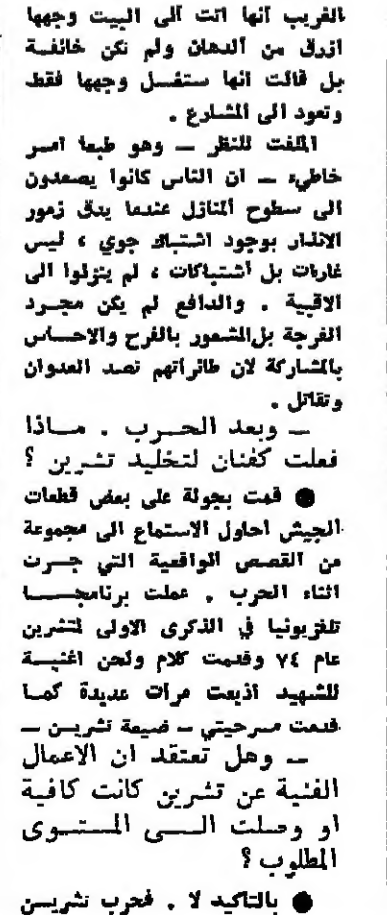 الغريب أنها أتت الى البيت وجهها
ازرق من الدهان ولم تكن خائفة
بل قالت انها ستغسل وجهها فقط
وتعود الى الشارع .
الملفت للنظر — وهو طبعا امر
خاطيء — ان الناس كانوا يصعدون
الى سطوح المنازل عندما يدق زمور
الانذار بوجود اشتباك جوي ، ليس
غارات بل أشتباكات ، لم ينزلوا الى
الاقبية . والدافع لم يكن مجرد
الفرجة بل الشعور بالفرح والاحساس
بالمشاركة لان طائراتهم تصد العدوان
وتقاتل .
— وبعد الحرب . ماذا
فعلت كفنان لتخليد تشرين ؟
● قمت بجولة على بعض قطعات
الجيش احاول الاستماع الى مجموعة
من القصص الواقعية التي جرت
اثناء الحرب . عملت برنامجا
تلفزيونيا في الذكرى الاولى لتشرين
عام ٧٤ وقدمت كلام ولحن اغنية
للشهيد أذيعت مرات عديدة كما
قدمت مسرحيتي — ضيعة تشرين —
— وهل تعتقد ان الاعمال
الفنية عن تشرين كانت كافية
او وصلت الى المستوى
المطلوب ؟
● بالتاكيد لا . فحرب تشرين